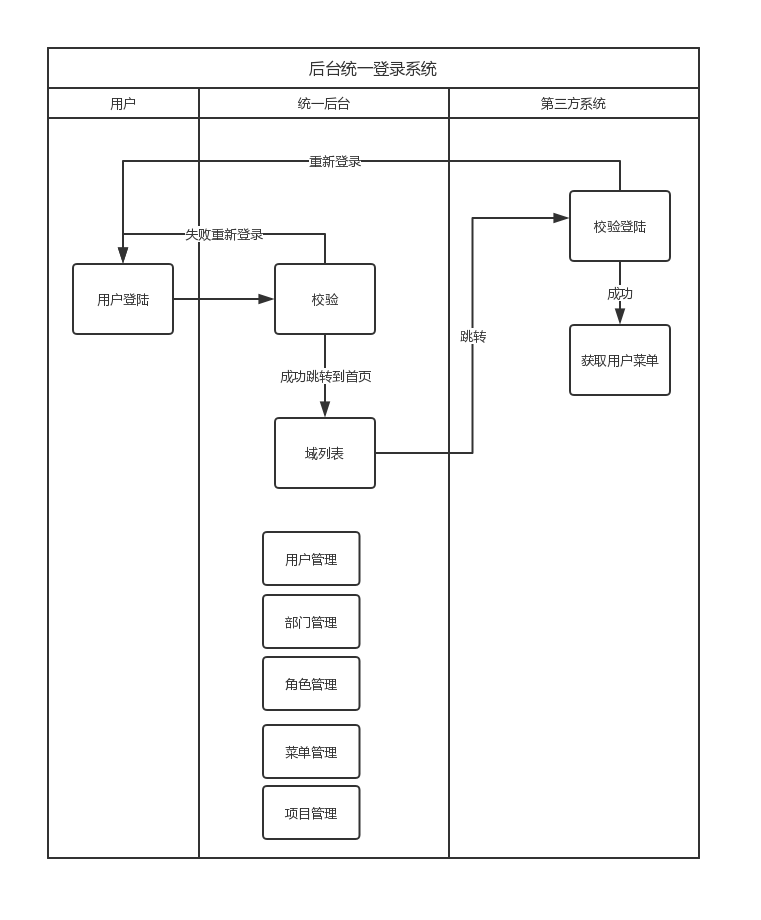 后台统一登录系统
用户
统一后台
第三方系统
重新登录
校验登陆
失败重新登录
成功
用户登陆
校验
跳转
获取用户菜单
成功跳转到首页
域列表
用户管理
部门管理
角色管理
菜单管理
项目管理